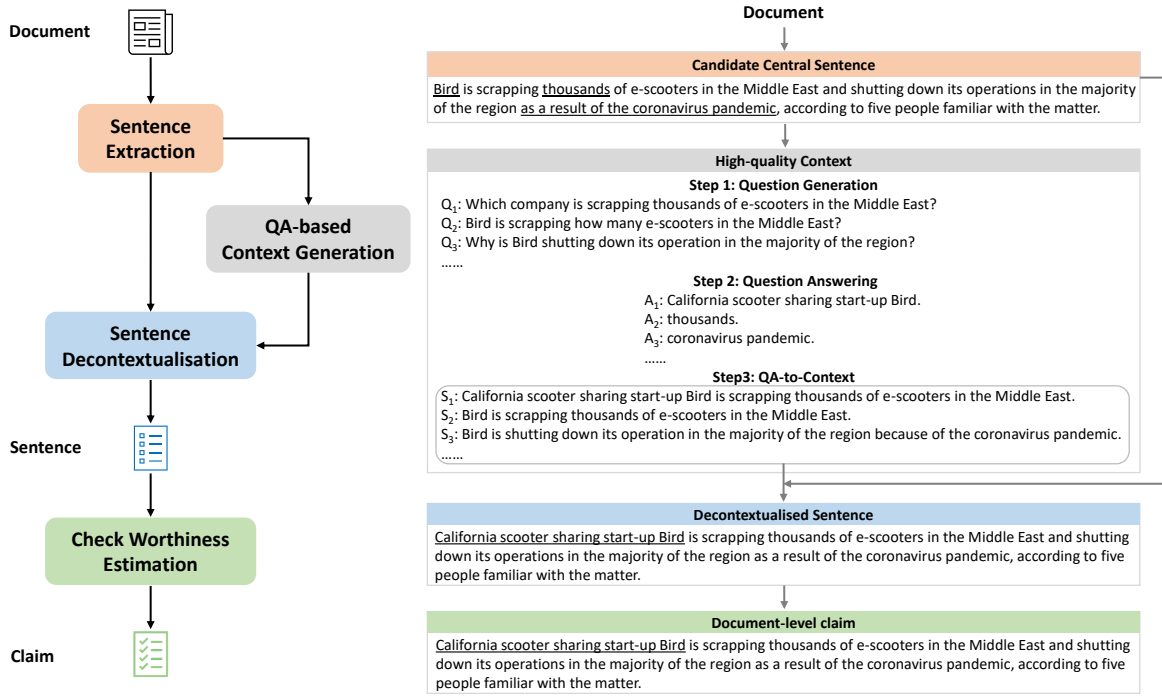 Document
Sentence
Extraction
QA-based
Context Generation
Sentence
Decontextualisation
Sentence
Check Worthiness
Estimation
Claim
Document
Candidate Central Sentence
Bird is scrapping thousands of e-scooters in the Middle East and shutting down its operations in the majority
of the region as a result of the coronavirus pandemic, according to five people familiar with the matter.
High-quality Context
Step 1: Question Generation
Q1: Which company is scrapping thousands of e-scooters in the Middle East?
Q2: Bird is scrapping how many e-scooters in the Middle East?
Q3: Why is Bird shutting down its operation in the majority of the region?
......
Step 2: Question Answering
A1: California scooter sharing start-up Bird.
A2: thousands.
A3: coronavirus pandemic.
......
Step3: QA-to-Context
S1: California scooter sharing start-up Bird is scrapping thousands of e-scooters in the Middle East.
S2: Bird is scrapping thousands of e-scooters in the Middle East.
S3: Bird is shutting down its operation in the majority of the region because of the coronavirus pandemic.
......
Decontextualised Sentence
California scooter sharing start-up Bird is scrapping thousands of e-scooters in the Middle East and shutting
down its operations in the majority of the region as a result of the coronavirus pandemic, according to five
people familiar with the matter.
Document-level claim
California scooter sharing start-up Bird is scrapping thousands of e-scooters in the Middle East and shutting
down its operations in the majority of the region as a result of the coronavirus pandemic, according to five
people familiar with the matter.